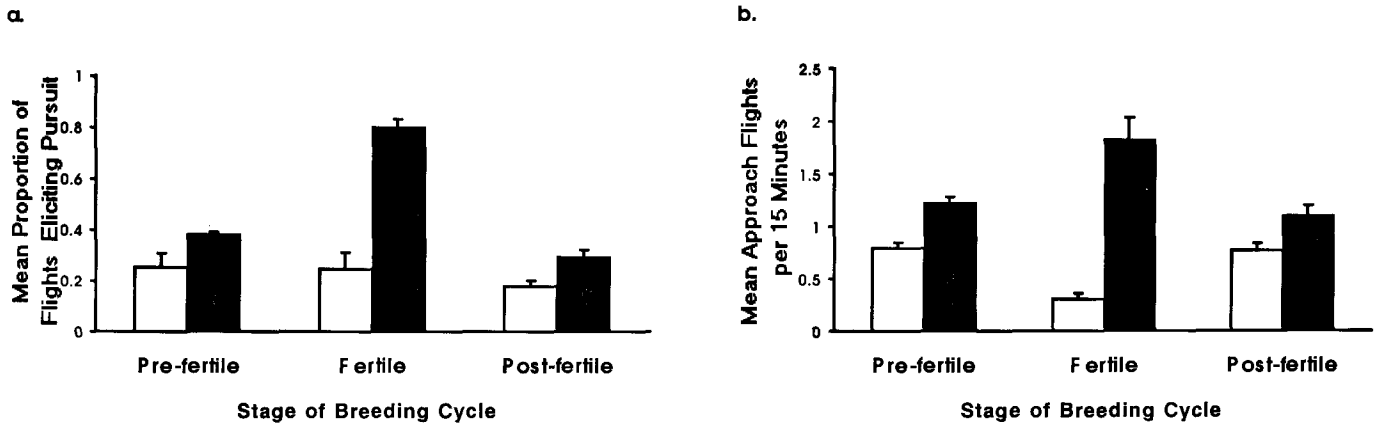 a.
Mean Proportion of
Flights Eliciting Pursuit
1
0.8
0.6
0.4
0.2
0
Pre-fertile
Fertile
Post-fertile
Stage of Breeding Cycle
b.
Mean Approach Flights
per 15 Minutes
2.5
2
1.5
1
0.5
0
Pre-fertile
Fertile
Post-fertile
Stage of Breeding Cycle